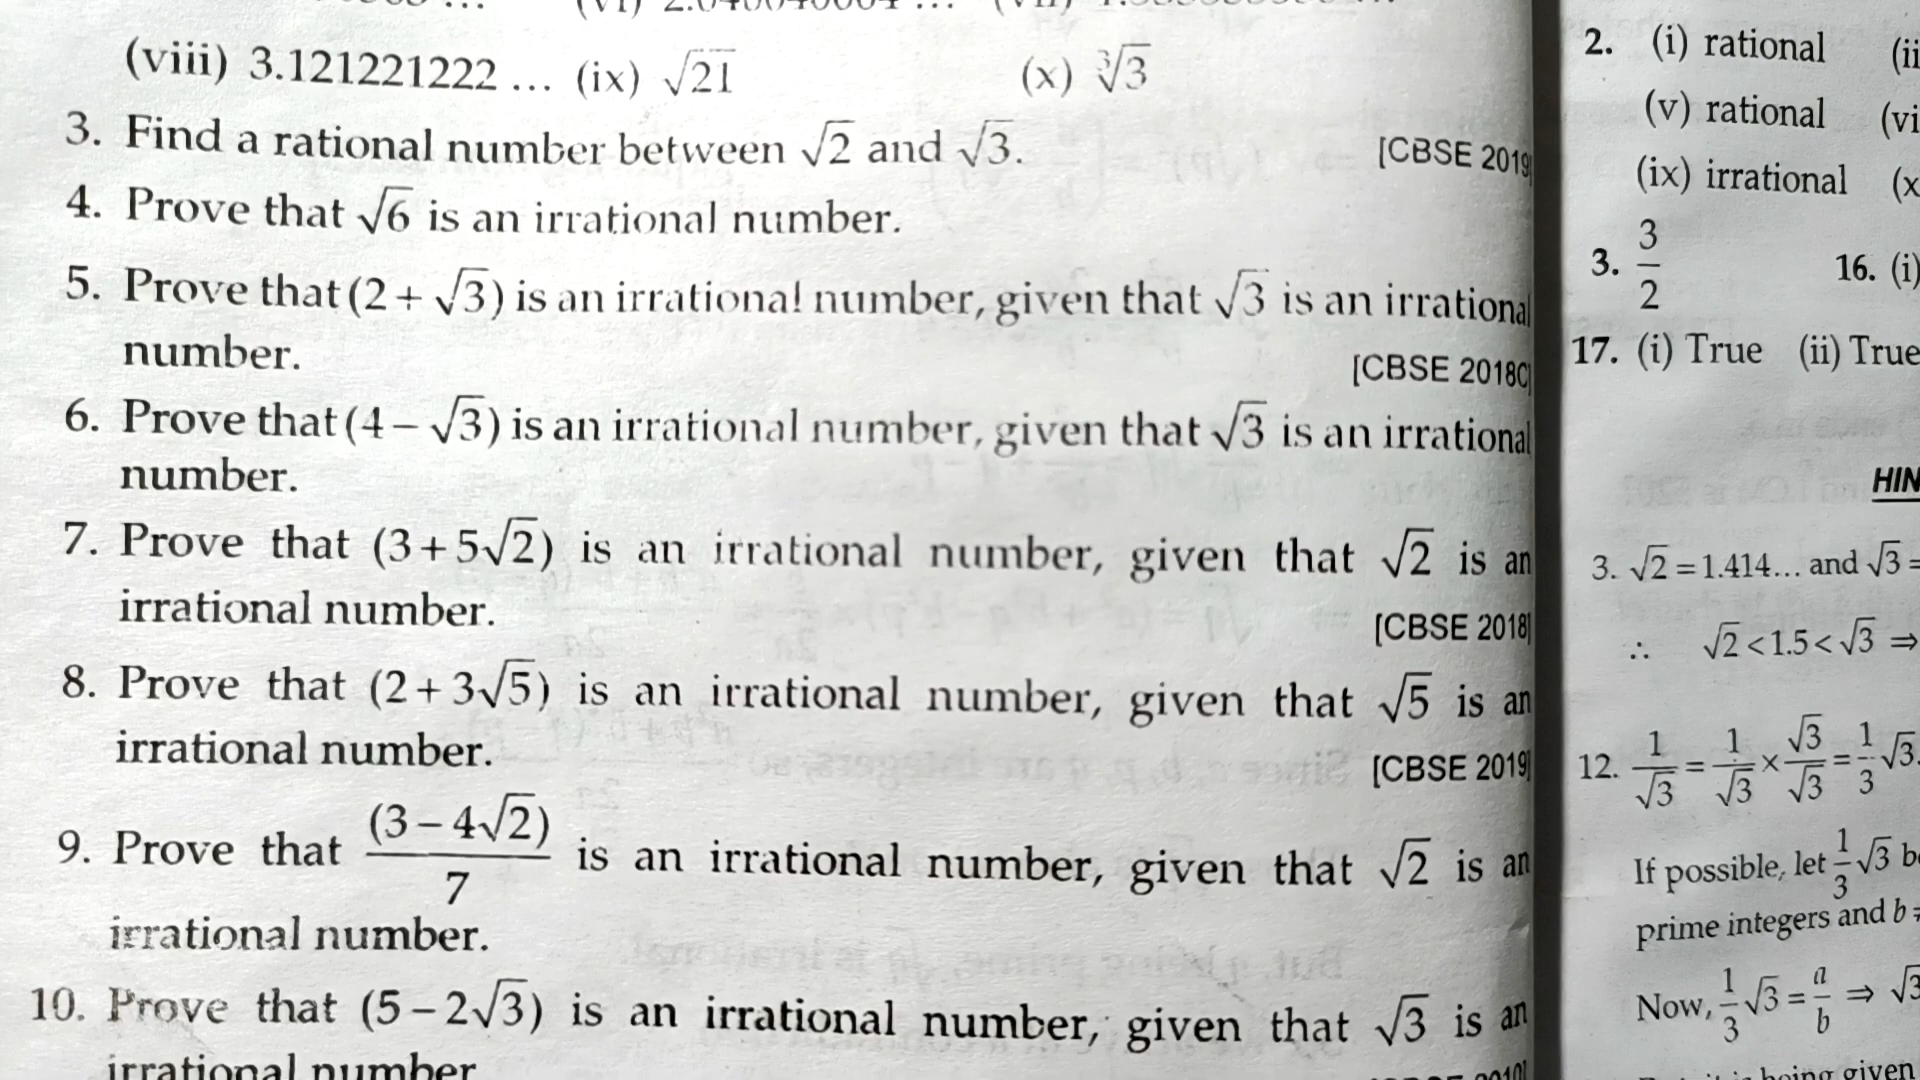 (viii) 3.121221222 ... (ix) √21 (x) ∛3
3. Find a rational number between √2 and √3. [CBSE 2019]
4. Prove that √6 is an irrational number.
5. Prove that (2 + √3) is an irrational number, given that √3 is an irrational
number. [CBSE 2018C]
6. Prove that (4 – √3) is an irrational number, given that √3 is an irrational
number.
7. Prove that (3 + 5√2) is an irrational number, given that √2 is an
irrational number. [CBSE 2018]
8. Prove that (2 + 3√5) is an irrational number, given that √5 is an
irrational number. [CBSE 2019]
9. Prove that (3 – 4√2)/7 is an irrational number, given that √2 is an
irrational number.
10. Prove that (5 – 2√3) is an irrational number, given that √3 is an
irrational number
2. (i) rational (ii
(v) rational (vi
(ix) irrational (x
3. 3/2 16. (i)
17. (i) True (ii) True
HIN
3. √2 = 1.414... and √3 =
∴ √2 < 1.5 < √3 ⇒
12. 1/√3 = 1/√3 × √3/√3 = 1/3 √3.
If possible, let 1/3 √3 b
prime integers and b
Now, 1/3 √3 = a/b ⇒ √3
being given